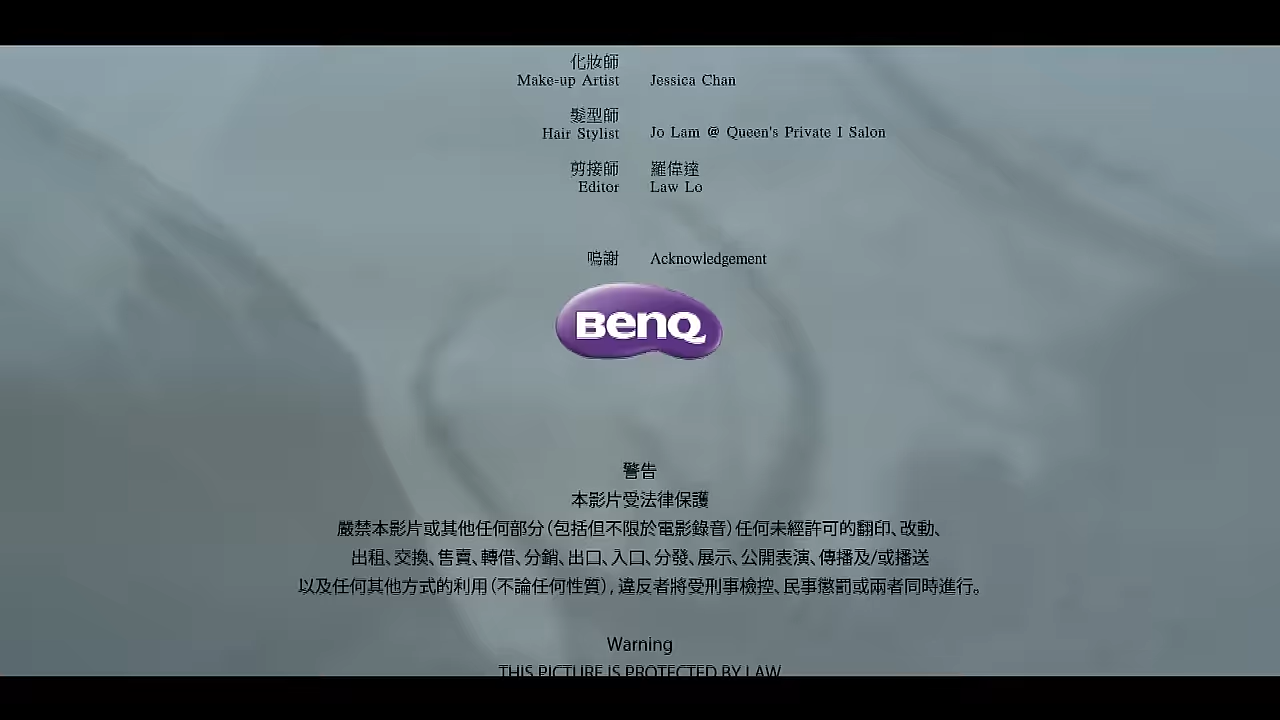 化妝師
Make-up Artist Jessica Chan
髮型師
Hair Stylist Jo Lam @ Queen's Private I Salon
剪接師 羅偉達
Editor Law Lo
嗚謝 Acknowledgement
BenQ
警告
本影片受法律保護
嚴禁本影片或其他任何部分(包括但不限於電影錄音)任何未經許可的翻印、改動、
出租、交換、售賣、轉借、分銷、出口、入口、分發、展示、公開表演、傳播及/或播送
以及任何其他方式的利用(不論任何性質), 違反者將受刑事檢控、民事懲罰或兩者同時進行。
Warning
THIS PICTURE IS PROTECTED BY LAW